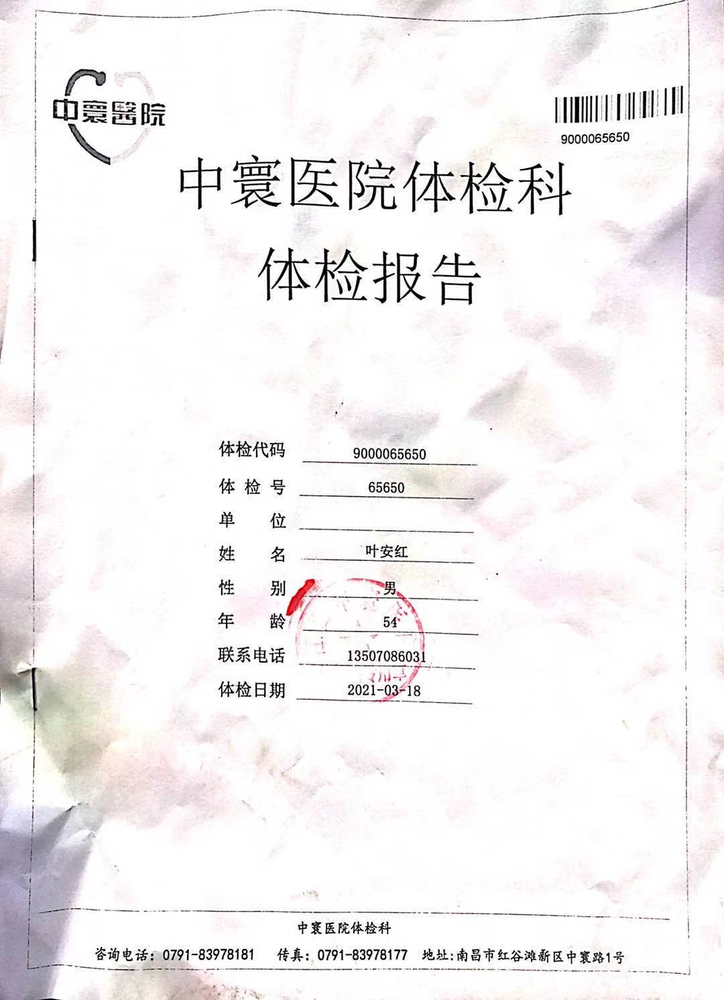 中寰醫院
9000065650
中寰医院体检科
体检报告
体检代码 9000065650
体检号 65650
单位
姓名 叶安红
性别 男
年龄 54
联系电话 13507086031
体检日期 2021-03-18
中寰医院体检科
咨询电话：0791-83978181 传真：0791-83978177 地址:南昌市红谷滩新区中寰路1号